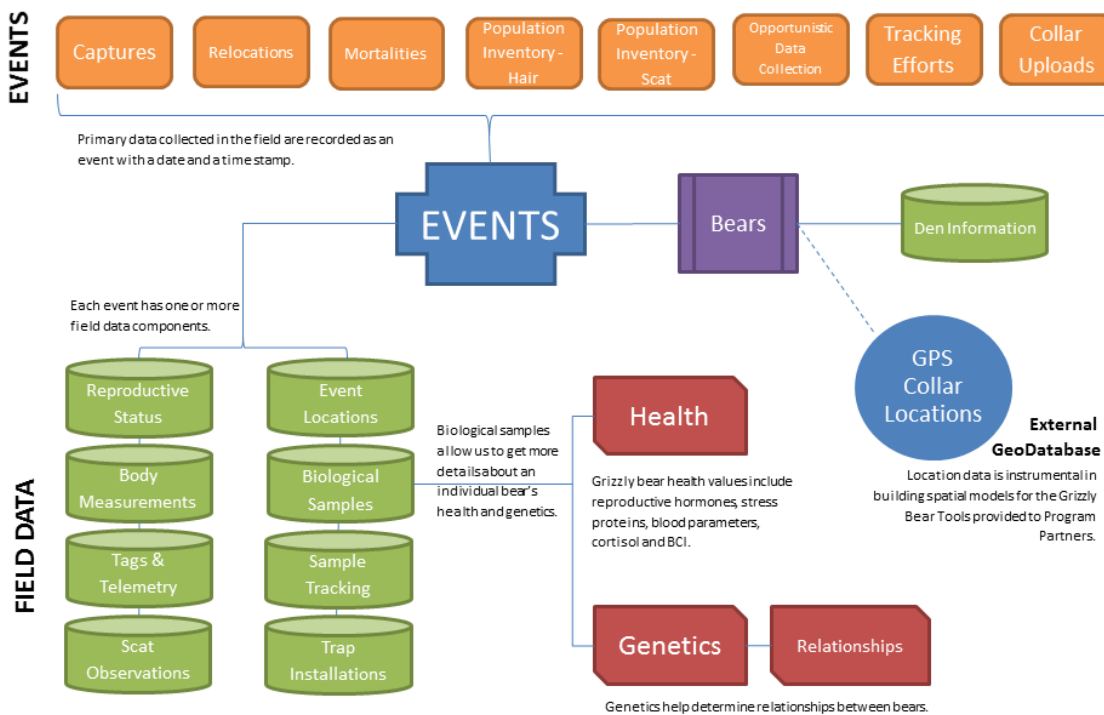 EVENTS
Captures
Relocations
Mortalities
Population
Inventory -
Hair
Population
Inventory -
Scat
Opportunistic
Data
Collection
Tracking
Efforts
Collar
Uploads
Primary data collected in the field are recorded as an
event with a date and a time stamp.
EVENTS
Bears
Den Information
Each event has one or more
field data components.
FIELD DATA
Reproductive
Status
Body
Measurements
Tags &
Telemetry
Scat
Observations
Event
Locations
Biological
Samples
Sample
Tracking
Trap
Installations
Biological samples
allow us to get more
details about an
individual bear's
health and genetics.
Health
Grizzly bear health values include
reproductive hormones, stress
proteins, blood parameters,
cortisol and BCI.
Genetics
Relationships
Genetics help determine relationships between bears.
GPS
Collar
Locations
External
GeoDatabase
Location data is instrumental in
building spatial models for the Grizzly
Bear Tools provided to Program
Partners.